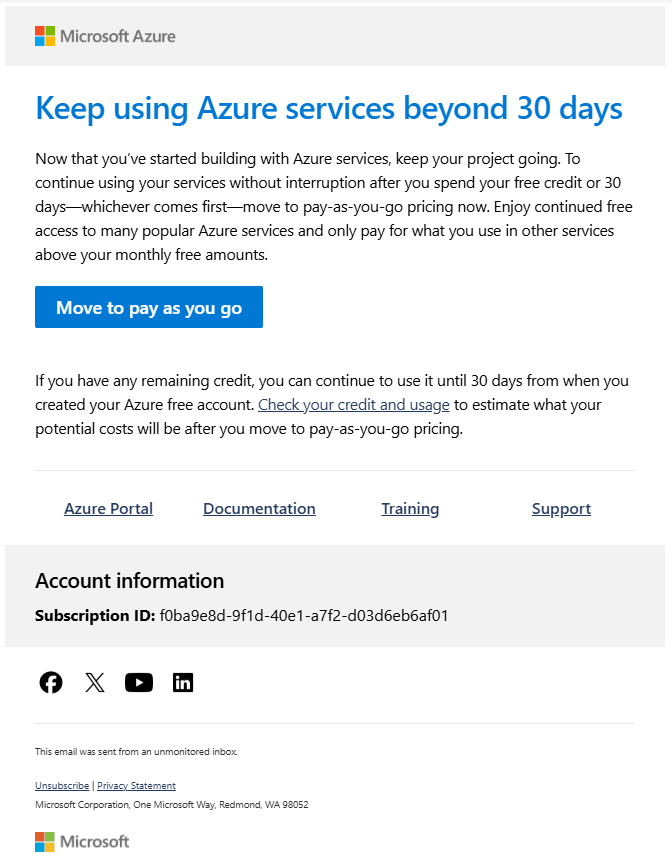 Microsoft Azure
Keep using Azure services beyond 30 days
Now that you’ve started building with Azure services, keep your project going. To
continue using your services without interruption after you spend your free credit or 30
days—whichever comes first—move to pay-as-you-go pricing now. Enjoy continued free
access to many popular Azure services and only pay for what you use in other services
above your monthly free amounts.
Move to pay as you go
If you have any remaining credit, you can continue to use it until 30 days from when you
created your Azure free account. Check your credit and usage to estimate what your
potential costs will be after you move to pay-as-you-go pricing.
Azure Portal Documentation Training Support
Account information
Subscription ID: f0ba9e8d-9f1d-40e1-a7f2-d03d6eb6af01
This email was sent from an unmonitored inbox.
Unsubscribe | Privacy Statement
Microsoft Corporation, One Microsoft Way, Redmond, WA 98052
Microsoft